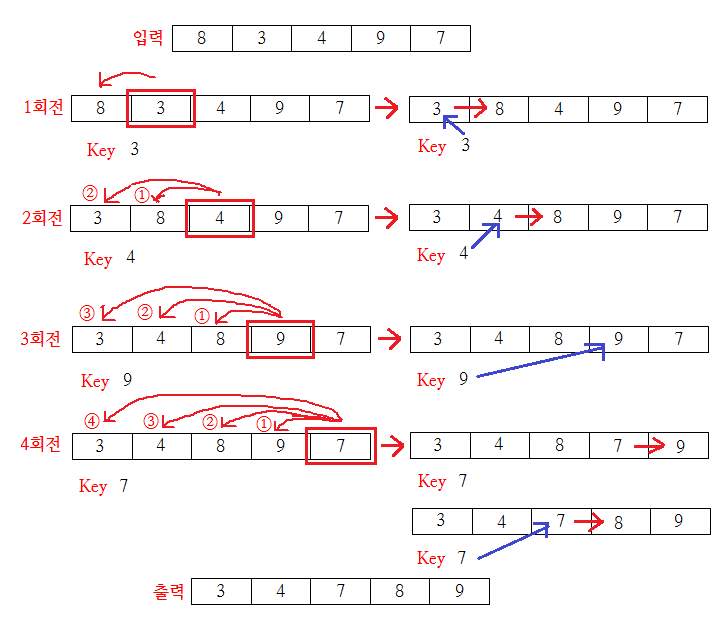 입력 8 3 4 9 7
1회전 8 3 4 9 7 3 8 4 9 7
Key 3 Key 3
② ①
2회전 3 8 4 9 7 3 4 8 9 7
Key 4 Key 4
③ ② ①
3회전 3 4 8 9 7 3 4 8 9 7
Key 9 Key 9
④ ③ ② ①
4회전 3 4 8 9 7 3 4 8 7 9
Key 7 Key 7
3 4 7 8 9
Key 7
출력 3 4 7 8 9